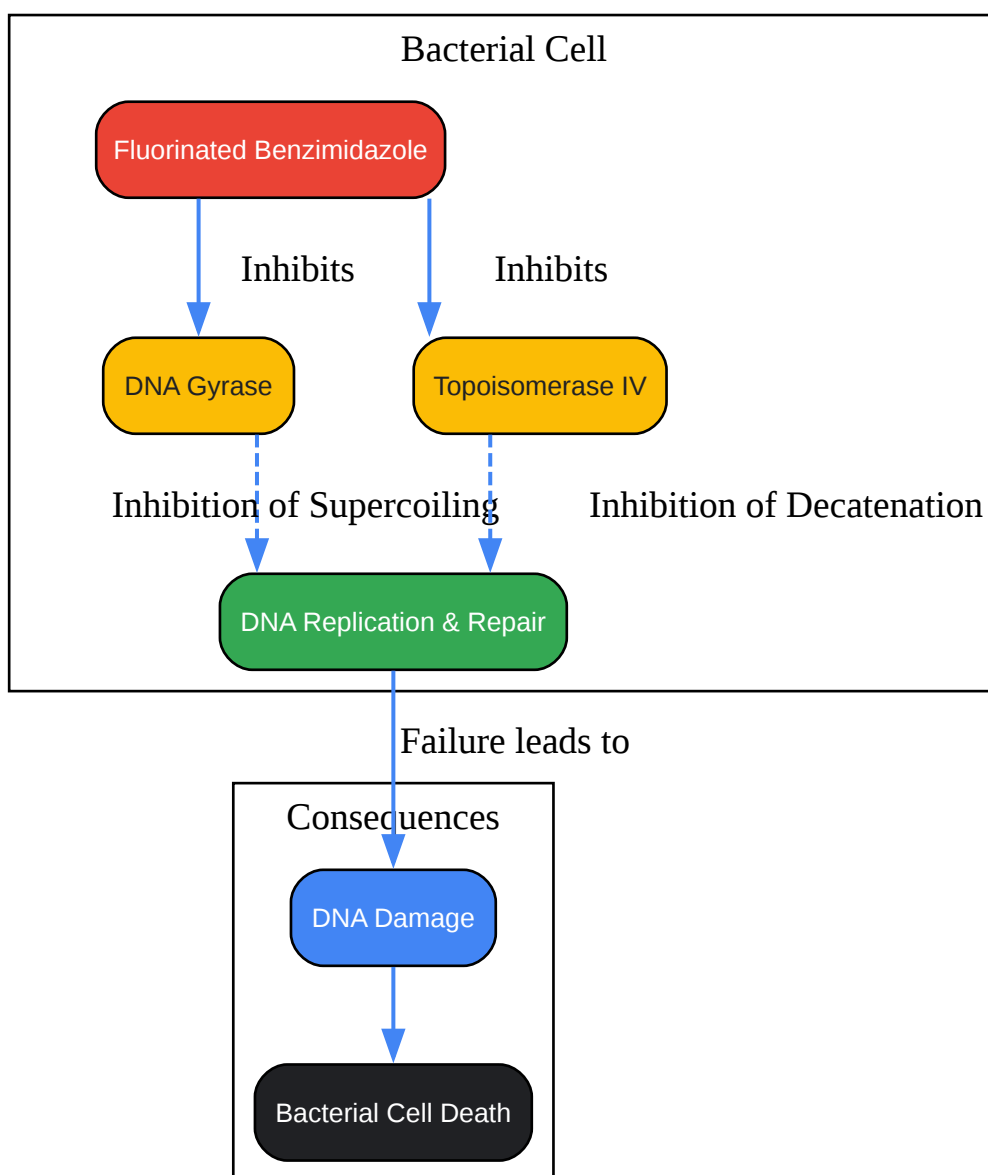 Bacterial Cell
Fluorinated Benzimidazole
Inhibits
Inhibits
DNA Gyrase
Topoisomerase IV
Inhibition of Supercoiling
Inhibition of Decatenation
DNA Replication & Repair
Failure leads to
Consequences
DNA Damage
Bacterial Cell Death